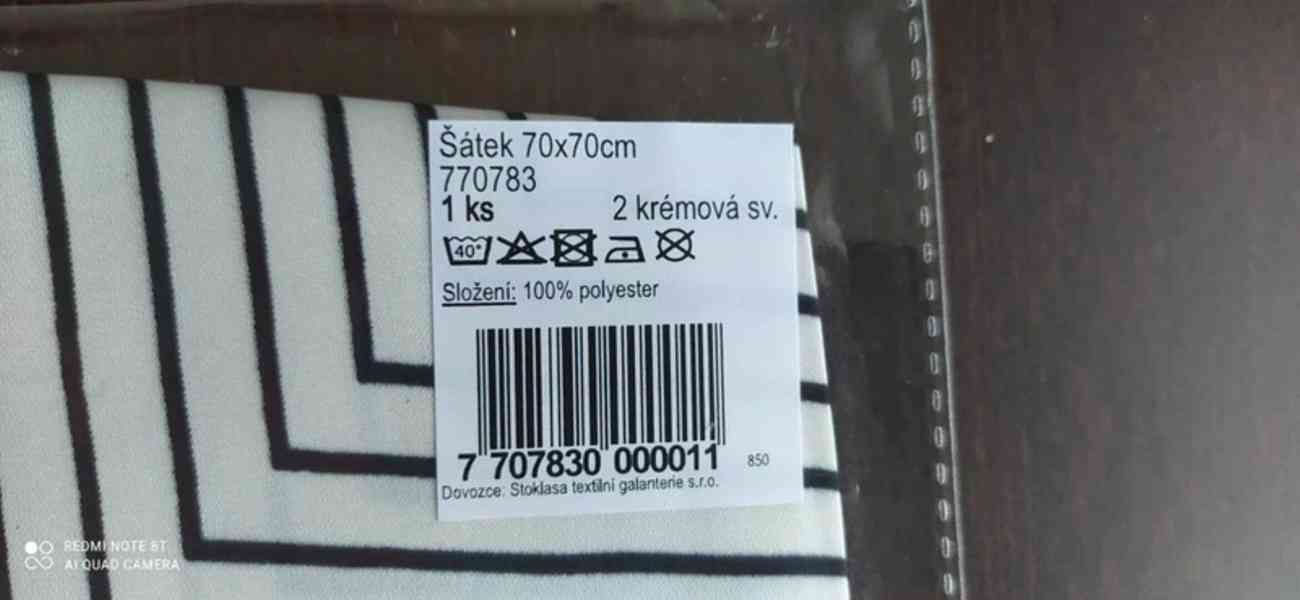 Šátek 70x70cm
770783
1 ks 2 krémová sv.
40°
Složení: 100% polyester
7 707830 000011 850
Dovozce: Stoklasa textilní galanterie s.r.o.
REDMI NOTE 8T
AI QUAD CAMERA